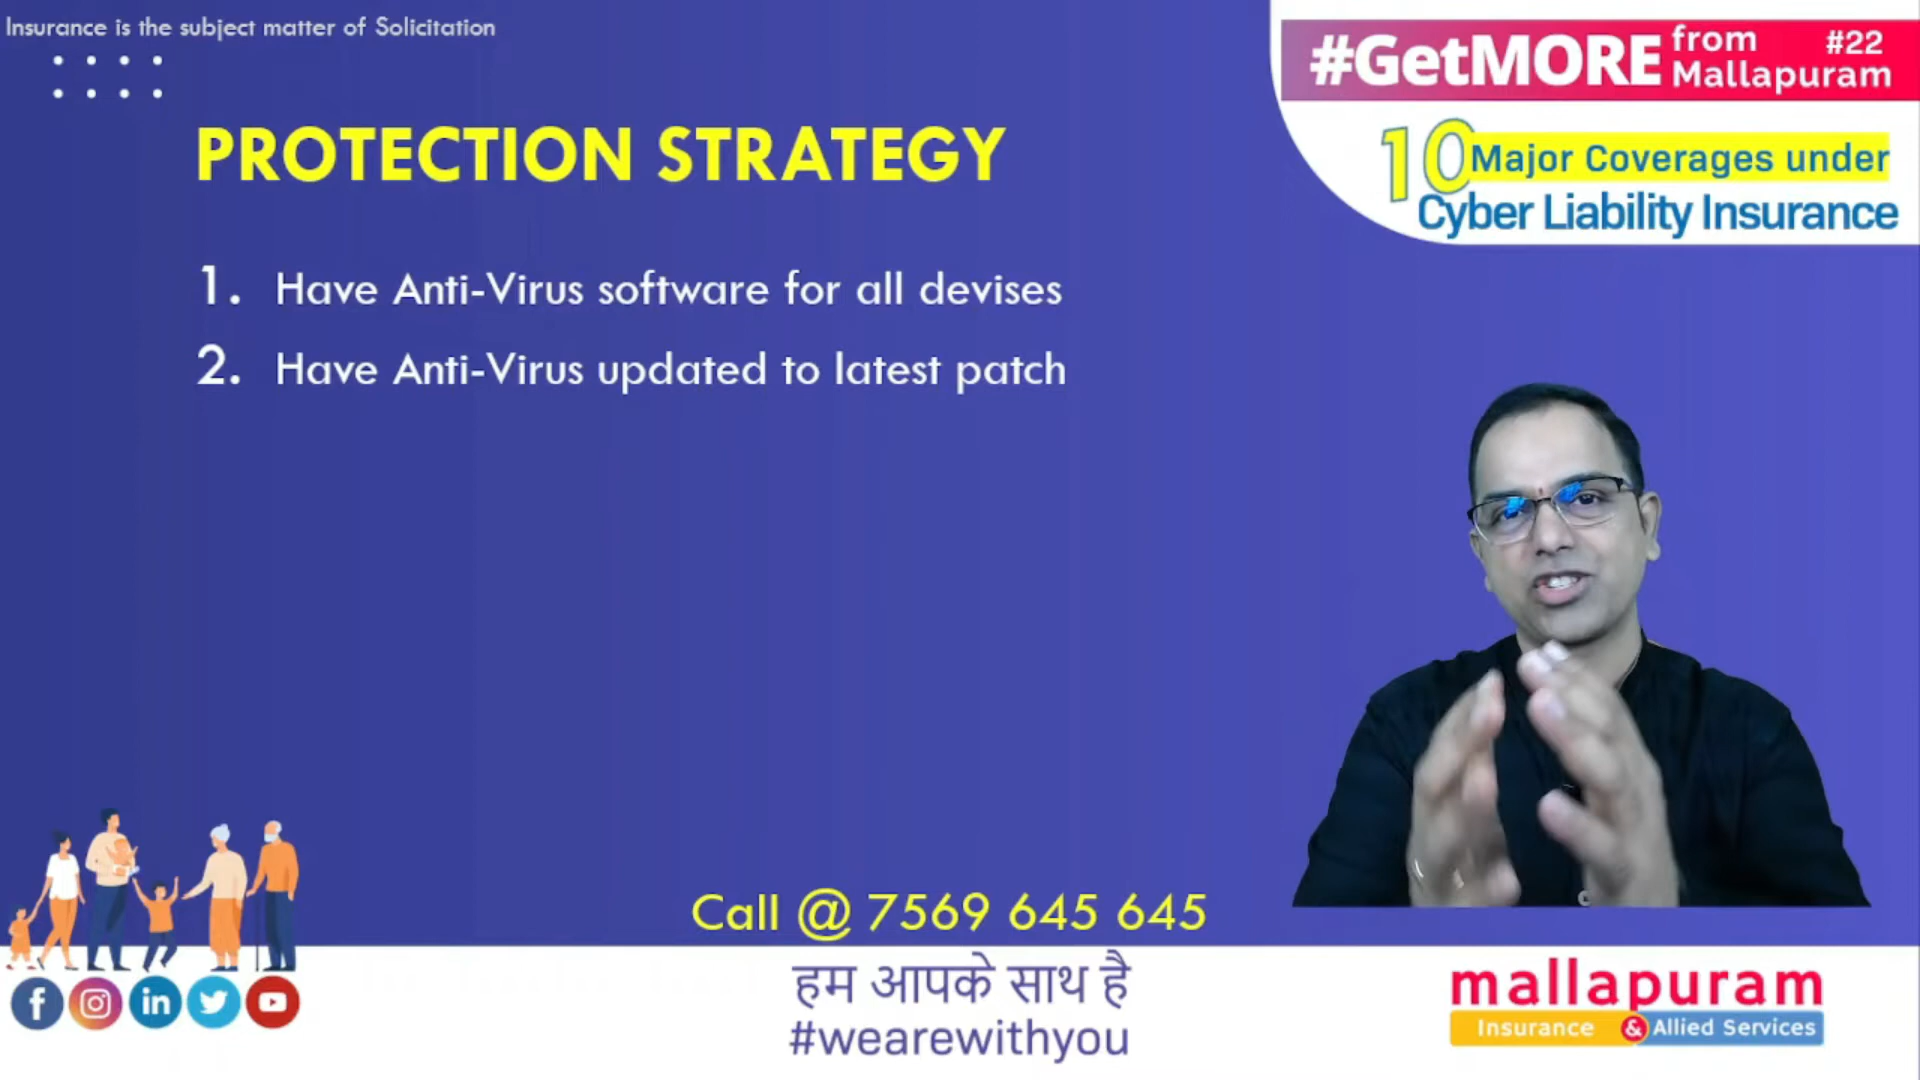 Insurance is the subject matter of Solicitation
#GetMORE from Mallapuram #22
10 Major Coverages under
Cyber Liability Insurance
PROTECTION STRATEGY
1. Have Anti-Virus software for all devises
2. Have Anti-Virus updated to latest patch
Call @ 7569 645 645
हम आपके साथ है
#wearewithyou
mallapuram
Insurance & Allied Services